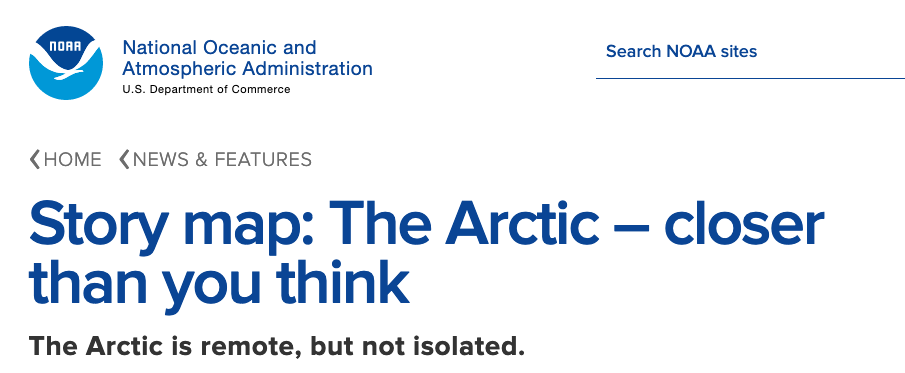 NOAA
National Oceanic and
Atmospheric Administration
U.S. Department of Commerce
Search NOAA sites
HOME NEWS & FEATURES
Story map: The Arctic – closer
than you think
The Arctic is remote, but not isolated.